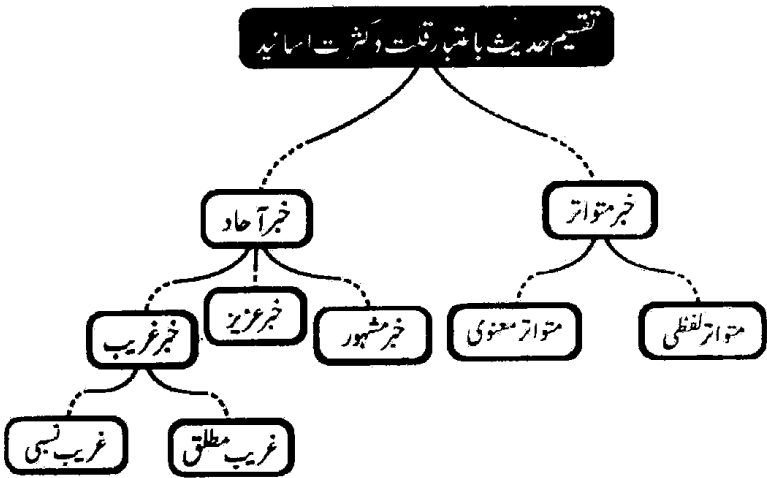 تقسیم حدیث باعتبار قلت و کثرت اسانید
خبر متواتر
خبر آحاد
متواتر لفظی
متواتر معنوی
خبر مشہور
خبر عزیز
خبر غریب
غریب مطلق
غریب نسبی